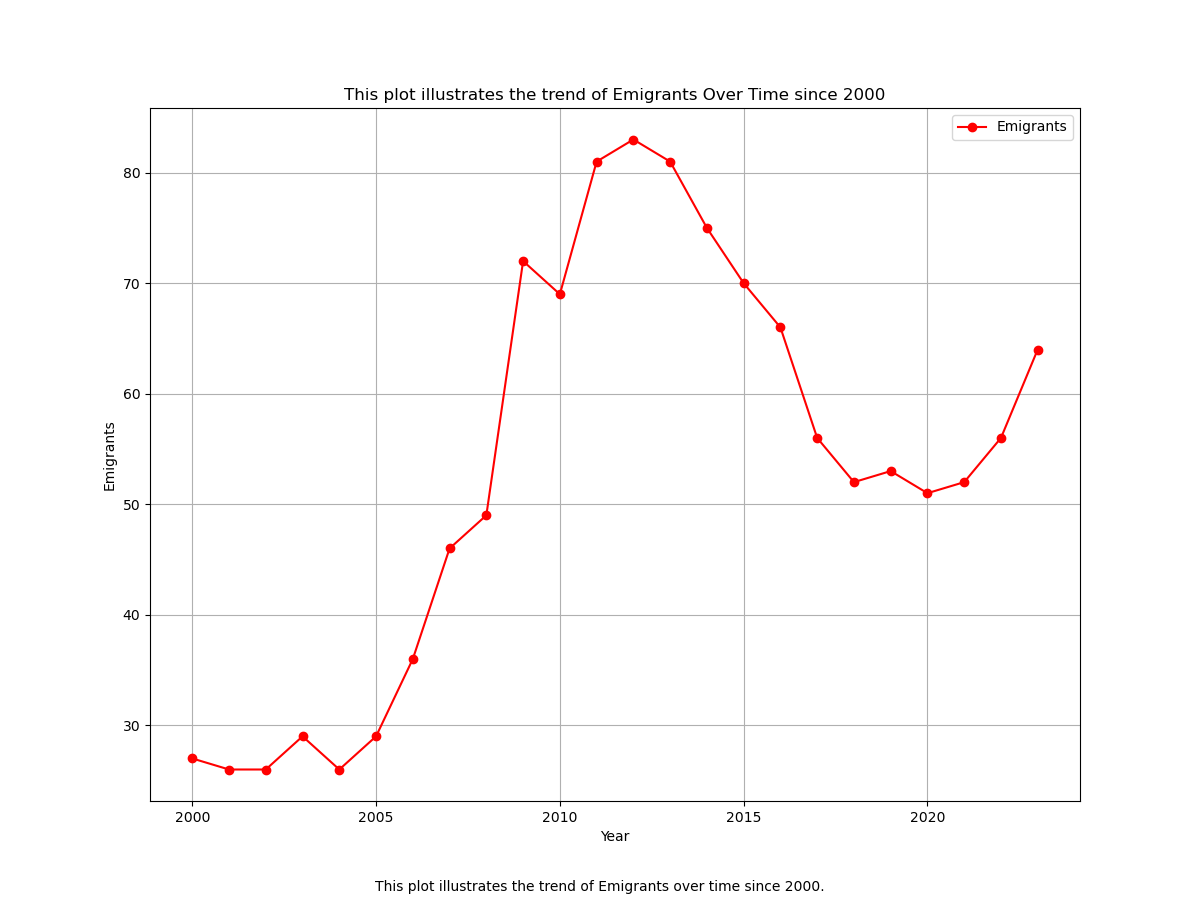 This plot illustrates the trend of Emigrants Over Time since 2000
Emigrants
80
70
60
50
40
30
Emigrants
2000 2005 2010 2015 2020
Year
This plot illustrates the trend of Emigrants over time since 2000.